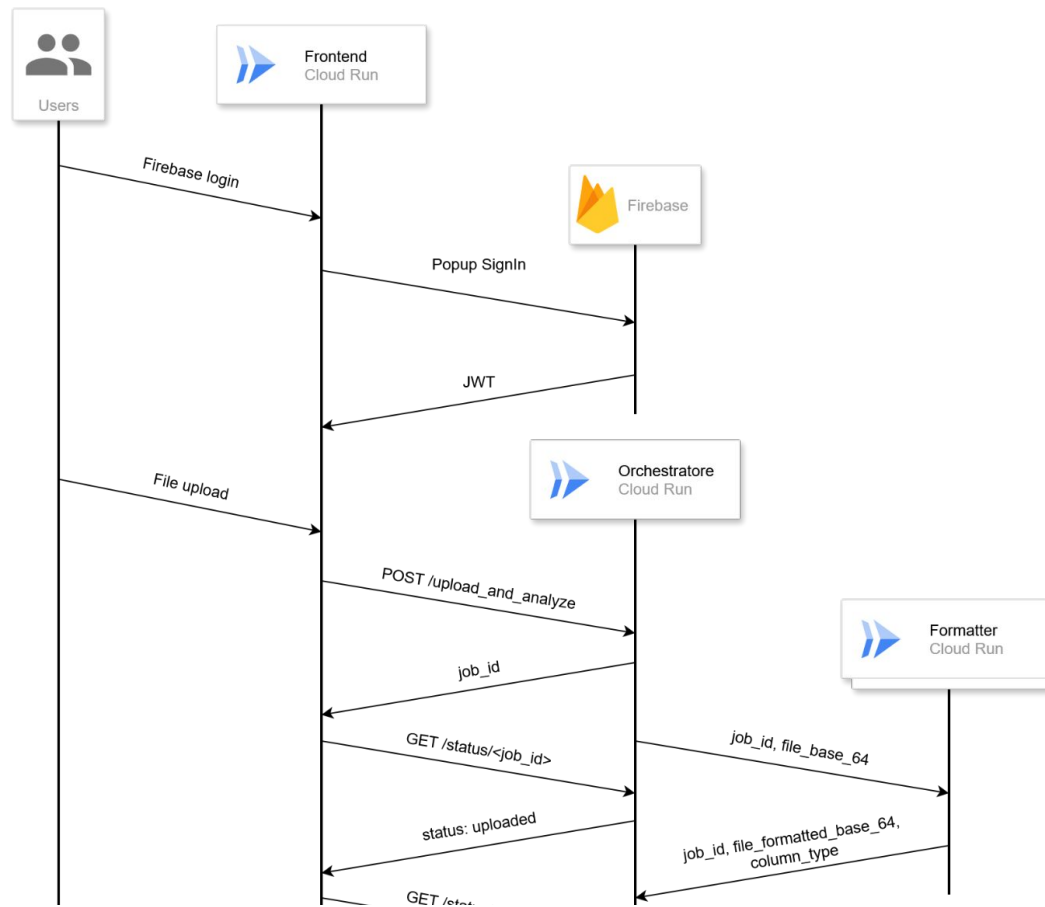 Users
Frontend
Cloud Run
Firebase login
Firebase
Popup SignIn
JWT
Orchestratore
Cloud Run
File upload
POST /upload_and_analyze
Formatter
Cloud Run
job_id
GET /status/<job_id>
job_id, file_base_64
status: uploaded
job_id, file_formatted_base_64,
column_type